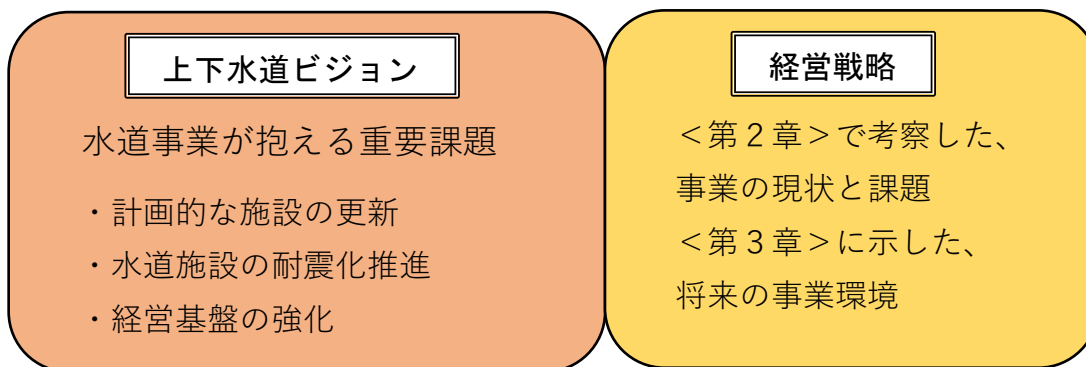 上下水道ビジョン
水道事業が抱える重要課題
・計画的な施設の更新
・水道施設の耐震化推進
・経営基盤の強化
経営戦略
＜第２章＞で考察した、
事業の現状と課題
＜第３章＞に示した、
将来の事業環境